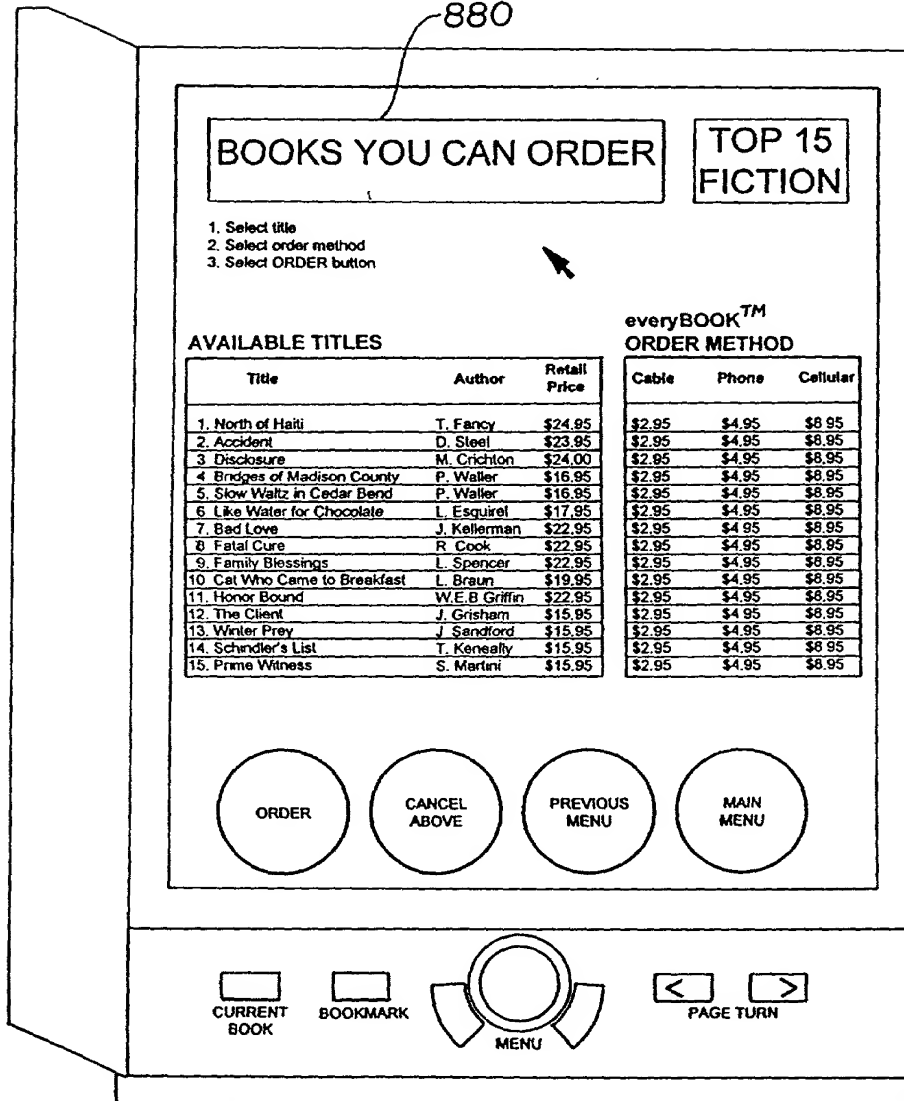 880
BOOKS YOU CAN ORDER
TOP 15
FICTION
1. Select title
2. Select order method
3. Select ORDER button
AVAILABLE TITLES
everyBOOK™
ORDER METHOD
Title Author Retail Price Cable Phone Cellular
1. North of Haiti T. Fancy $24.95 $2.95 $4.95 $8.95
2. Accident D. Steel $23.95 $2.95 $4.95 $8.95
3 Disclosure M. Crichton $24.00 $2.95 $4.95 $8.95
4 Bridges of Madison County P. Waller $16.95 $2.95 $4.95 $8.95
5. Slow Waltz in Cedar Bend P. Waller $16.95 $2.95 $4.95 $8.95
6 Like Water for Chocolate L. Esquirel $17.95 $2.95 $4.95 $8.95
7. Bad Love J. Kellerman $22.95 $2.95 $4 95 $8.95
8 Fatal Cure R Cook $22.95 $2.95 $4.95 $8.95
9. Family Blessings L. Spencer $22.95 $2.95 $4.95 $8.95
10 Cat Who Came to Breakfast L. Braun $19.95 $2.95 $4.95 $8.95
11. Honor Bound W.E.B Griffin $22.95 $2.95 $4.95 $8.95
12. The Client J. Grisham $15.95 $2.95 $4 95 $8.95
13. Winter Prey J Sandford $15.95 $2.95 $4.95 $8.95
14. Schindler's List T. Keneally $15.95 $2.95 $4.95 $8 95
15. Prime Witness S. Martini $15.95 $2.95 $4.95 $8.95
ORDER
CANCEL
ABOVE
PREVIOUS
MENU
MAIN
MENU
< >
CURRENT
BOOK
BOOKMARK
MENU
PAGE TURN